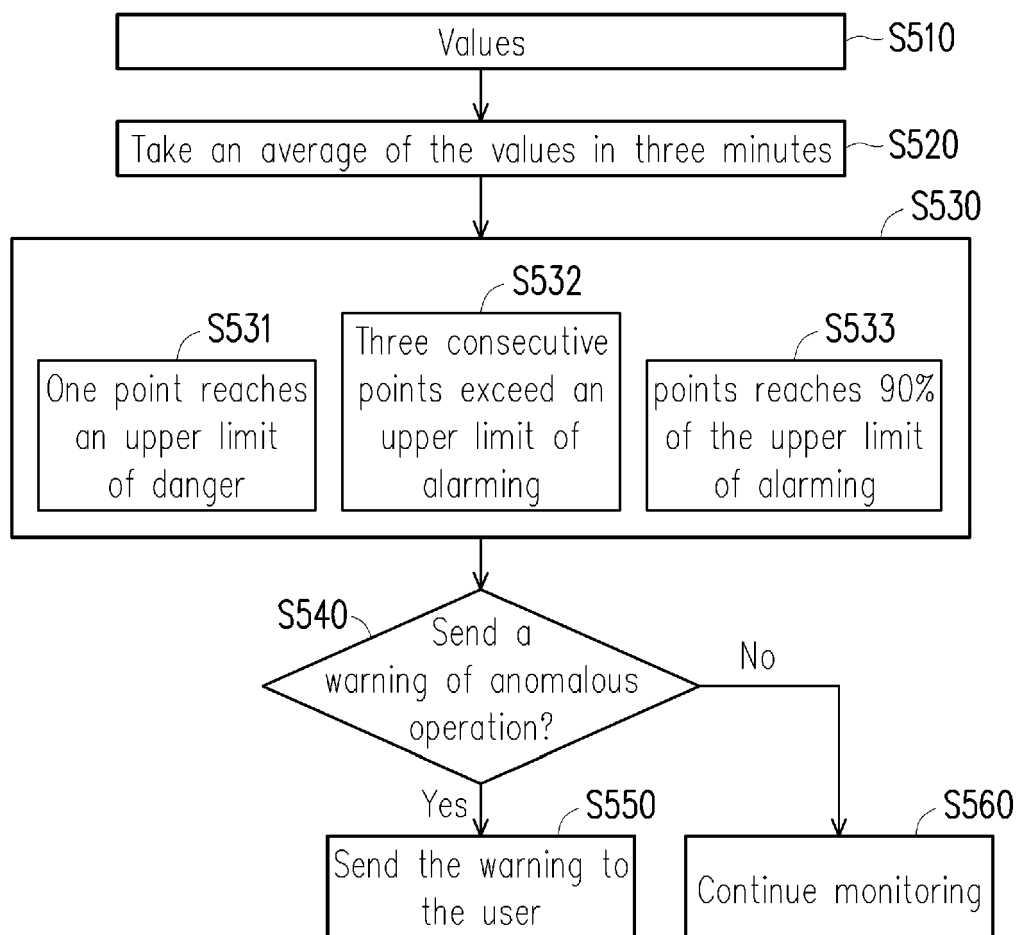 Values
S510
Take an average of the values in three minutes
S520
S530
S531
One point reaches
an upper limit
of danger
S532
Three consecutive
points exceed an
upper limit of
alarming
S533
points reaches 90%
of the upper limit
of alarming
S540
Send a
warning of anomalous
operation?
No
Yes
S550
Send the warning to
the user
S560
Continue monitoring